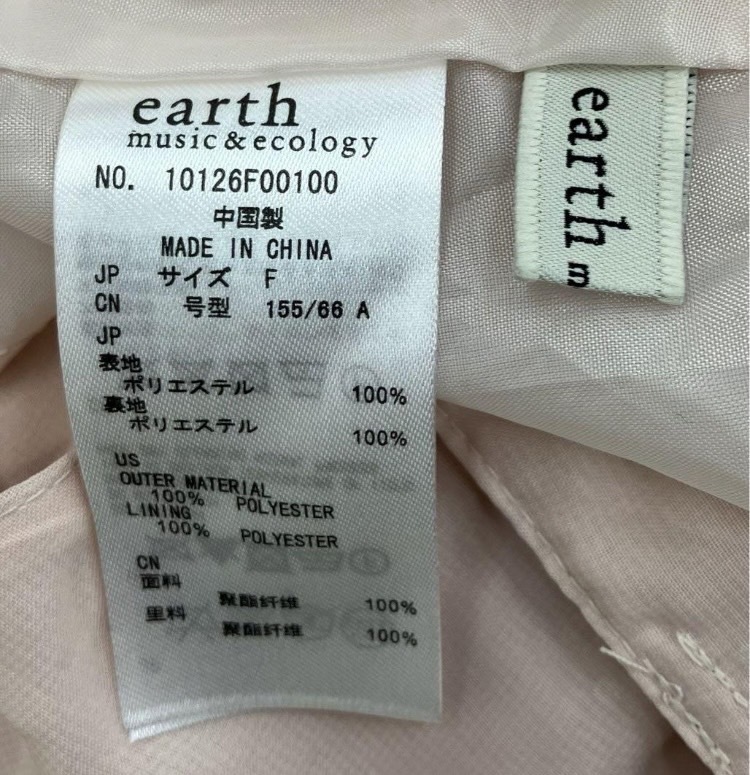 earth
music&ecology
NO. 10126F00100
中国製
MADE IN CHINA
JP サイズ F
CN 号型 155/66 A
JP
表地
ポリエステル 100%
裏地
ポリエステル 100%
US
OUTER MATERIAL
100% POLYESTER
LINING
100% POLYESTER
CN
面料 聚酯纤维 100%
里料 聚酯纤维 100%
earth m